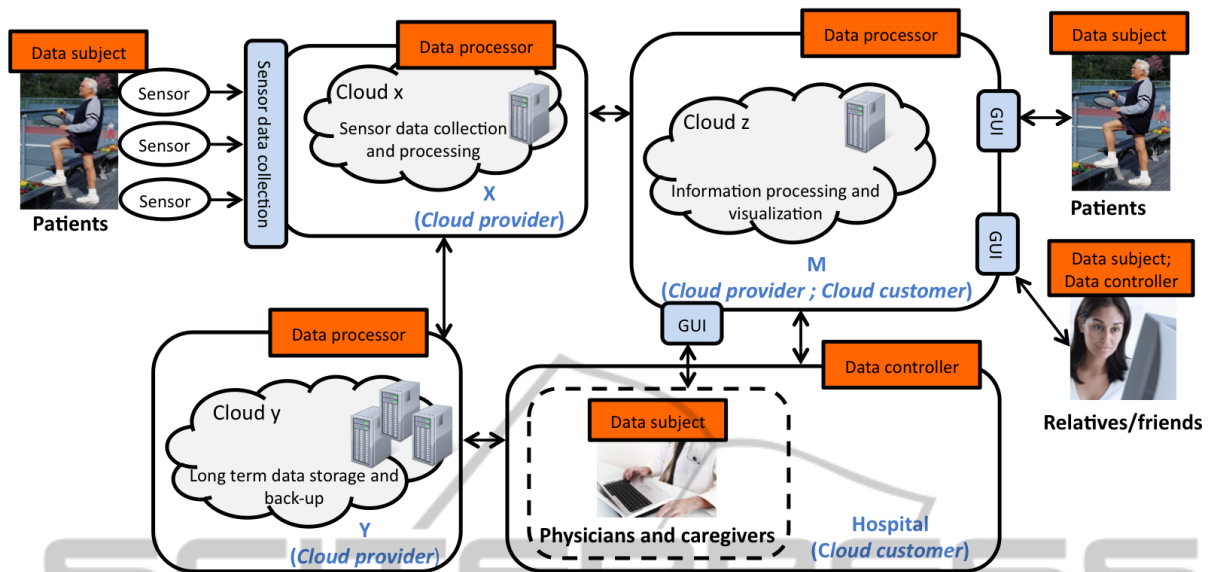 Data subject
Sensor
Sensor
Sensor
Patients
Sensor data collection
Data processor
Cloud x
Sensor data collection
and processing
X
(Cloud provider)
Data processor
Cloud z
Information processing and
visualization
M
(Cloud provider ; Cloud customer)
GUI
GUI
GUI
Data subject
Patients
Data subject;
Data controller
Relatives/friends
Data processor
Cloud y
Long term data storage and
back-up
Y
(Cloud provider)
Data controller
Data subject
Physicians and caregivers
Hospital
(Cloud customer)